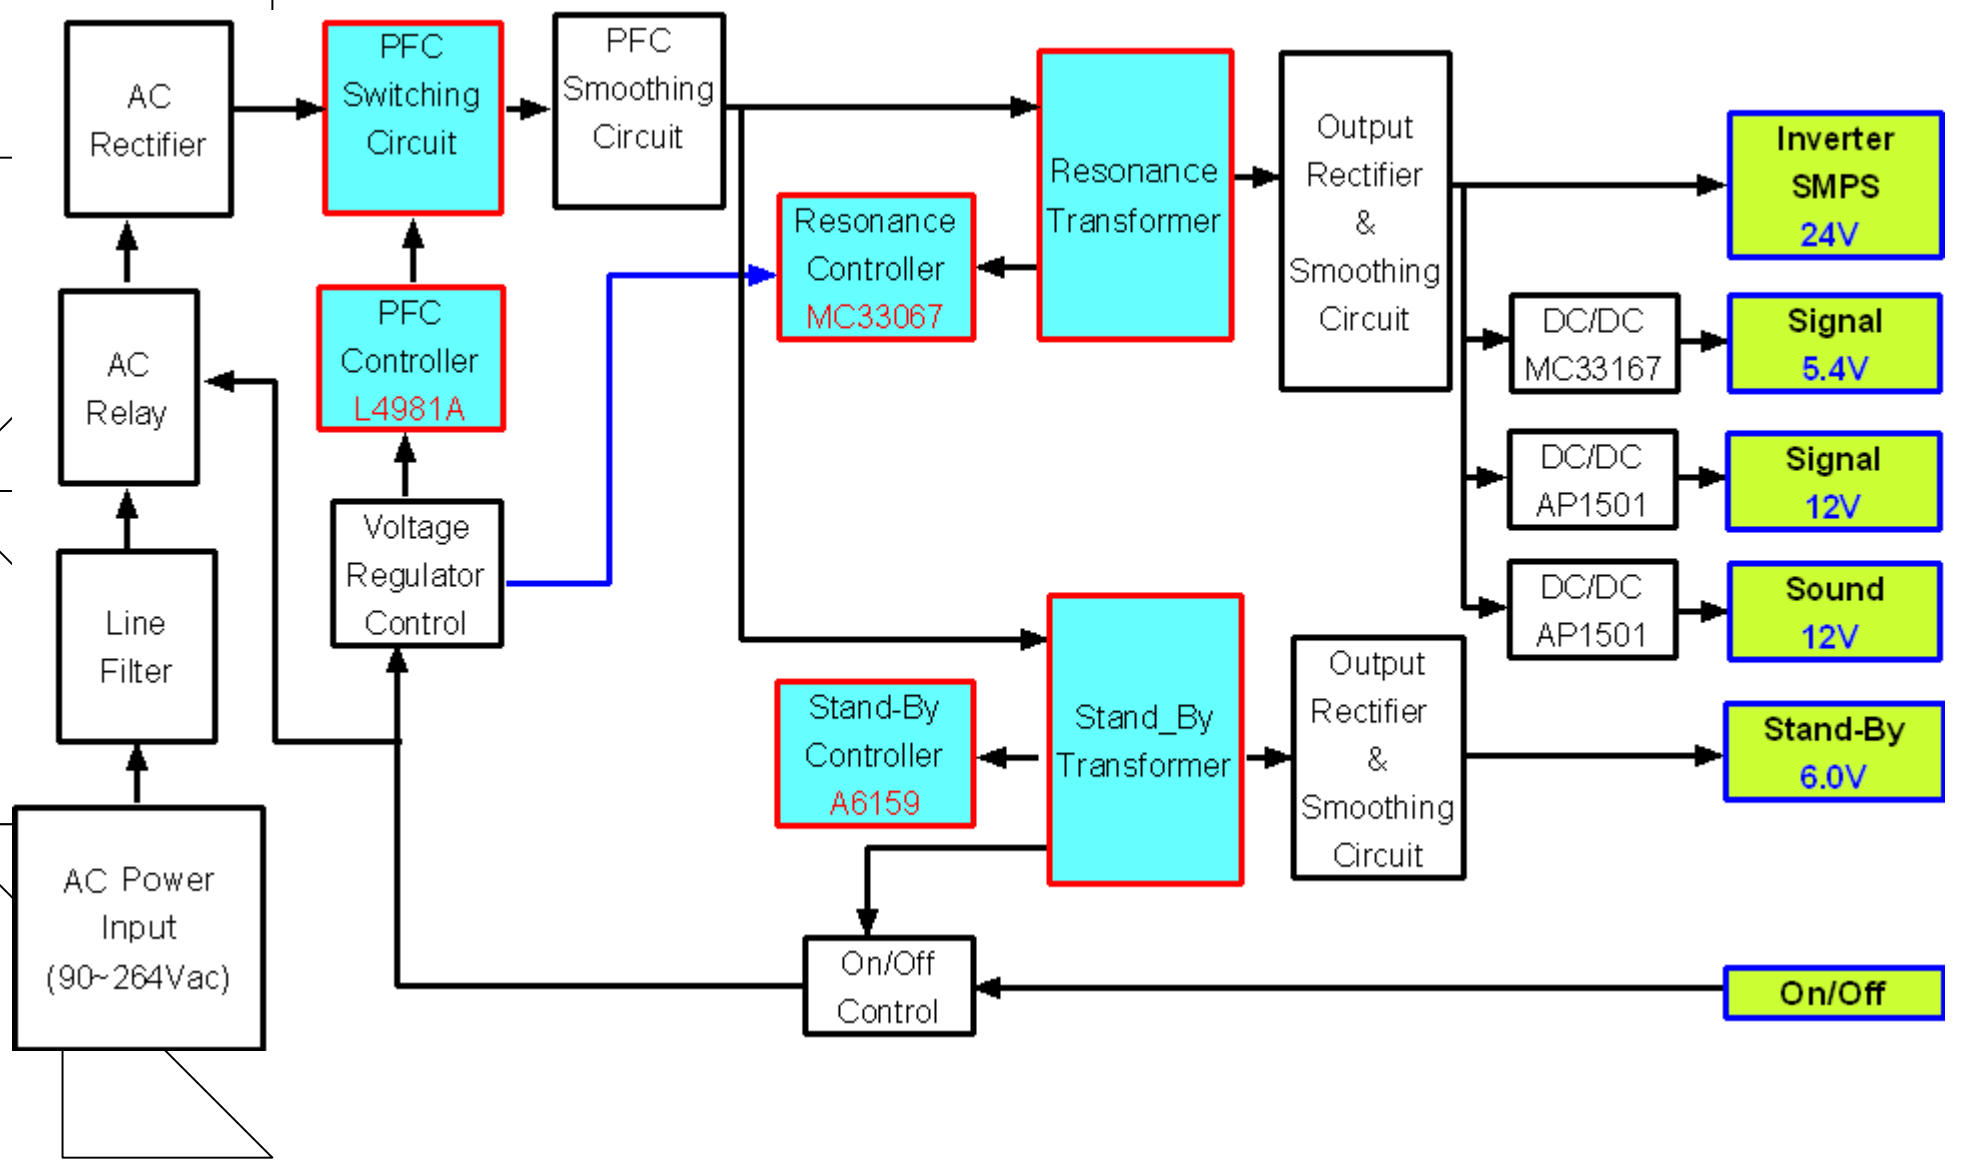 AC
Rectifier
PFC
Switching
Circuit
PFC
Smoothing
Circuit
Resonance
Transformer
Output
Rectifier
&
Smoothing
Circuit
Inverter
SMPS
24V
Resonance
Controller
MC33067
AC
Relay
PFC
Controller
L4981A
DC/DC
MC33167
Signal
5.4V
DC/DC
AP1501
Signal
12V
Voltage
Regulator
Control
DC/DC
AP1501
Sound
12V
Line
Filter
Stand-By
Controller
A6159
Stand_By
Transformer
Output
Rectifier
&
Smoothing
Circuit
Stand-By
6.0V
AC Power
Input
(90~264Vac)
On/Off
Control
On/Off